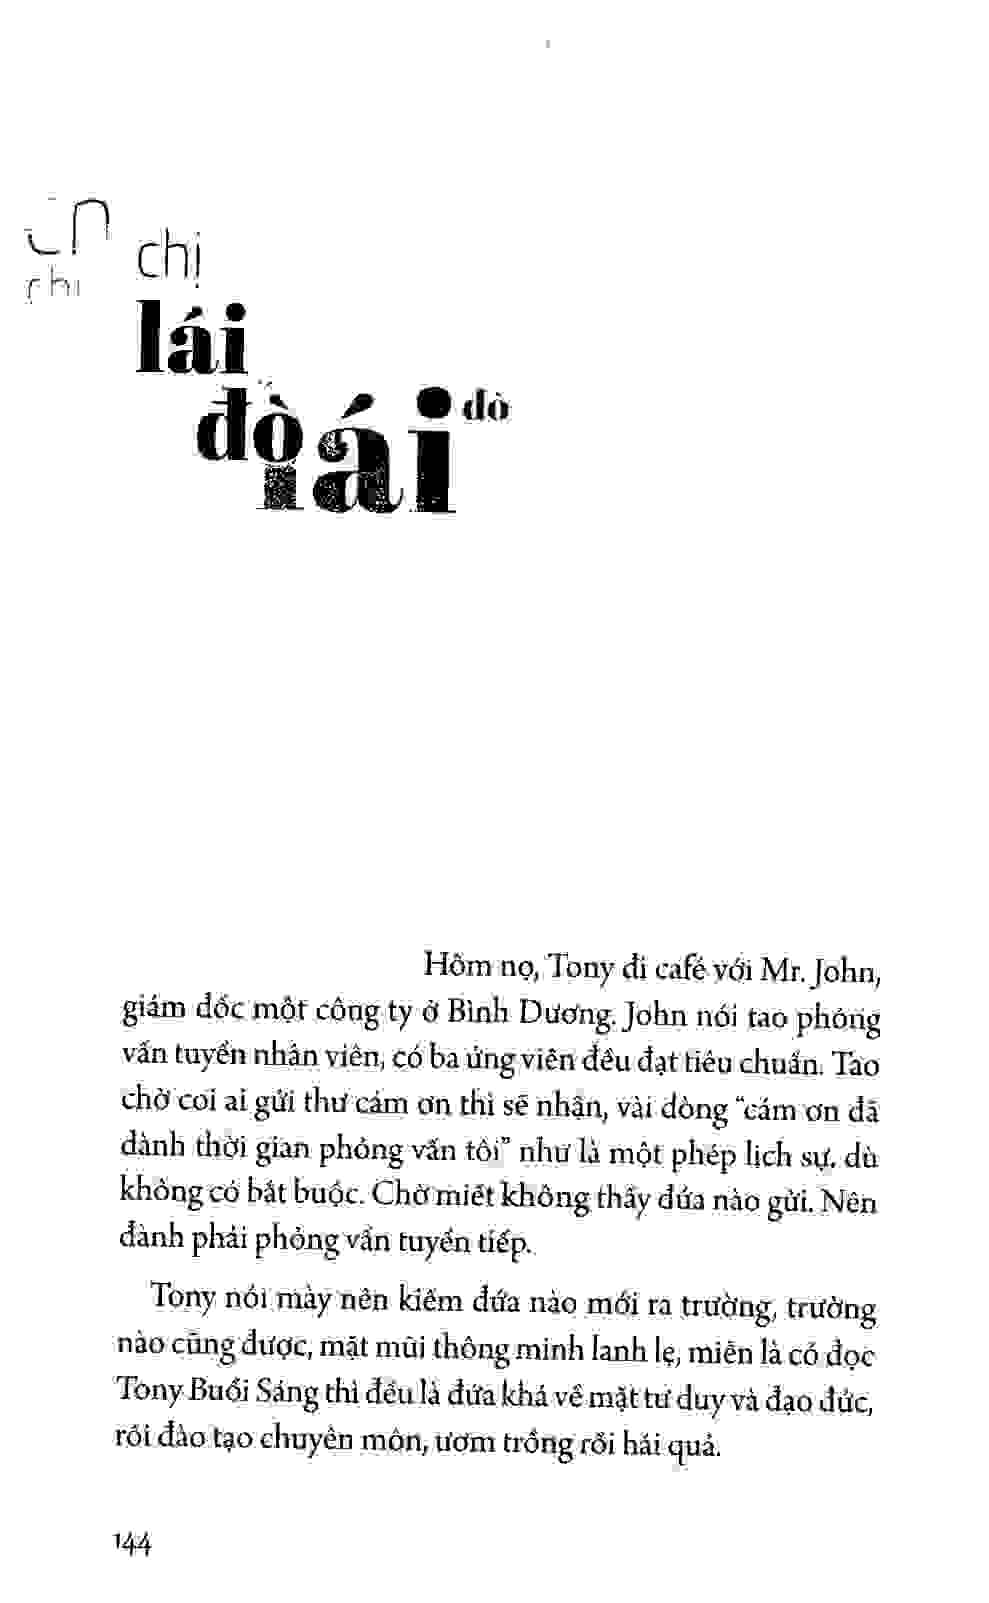 chị
lái
đò
ái đò
Hôm nọ, Tony đi café với Mr. John,
giám đốc một công ty ở Bình Dương. John nói tao phỏng
vấn tuyển nhân viên, có ba ứng viên đều đạt tiêu chuẩn. Tao
chờ coi ai gửi thư cám ơn thì sẽ nhận, vài dòng “cám ơn đã
dành thời gian phỏng vấn tôi” như là một phép lịch sự, dù
không có bắt buộc. Chờ miết không thấy đứa nào gửi. Nên
đành phải phỏng vấn tuyển tiếp.
Tony nói mày nên kiếm đứa nào mới ra trường, trường
nào cũng được, mặt mũi thông minh lanh lẹ, miễn là có đọc
Tony Buổi Sáng thì đều là đứa khá về mặt tư duy và đạo đức,
rồi đào tạo chuyên môn, ươm trồng rồi hái quả.
144